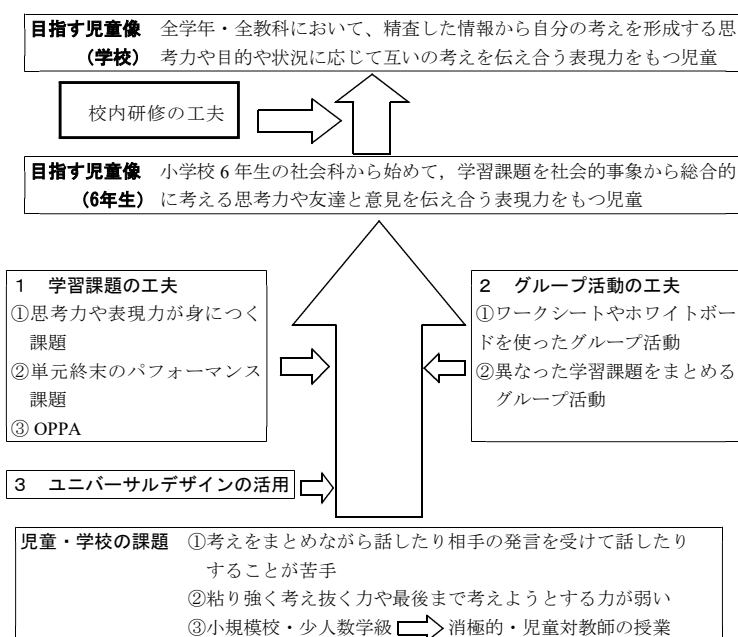 目指す児童像 全学年・全教科において、精査した情報から自分の考えを形成する思
(学校) 考力や目的や状況に応じて互いの考えを伝え合う表現力をもつ児童
校内研修の工夫
目指す児童像 小学校6年生の社会科から始めて，学習課題を社会的事象から総合的
(6年生) に考える思考力や友達と意見を伝え合う表現力をもつ児童
1 学習課題の工夫
①思考力や表現力が身につく
課題
②単元終末のパフォーマンス
課題
③OPPA
2 グループ活動の工夫
①ワークシートやホワイトボー
ドを使ったグループ活動
②異なった学習課題をまとめる
グループ活動
3 ユニバーサルデザインの活用
児童・学校の課題 ①考えをまとめながら話したり相手の発言を受けて話したり
することが苦手
②粘り強く考え抜く力や最後まで考えようとする力が弱い
③小規模校・少人数学級 消極的・児童対教師の授業